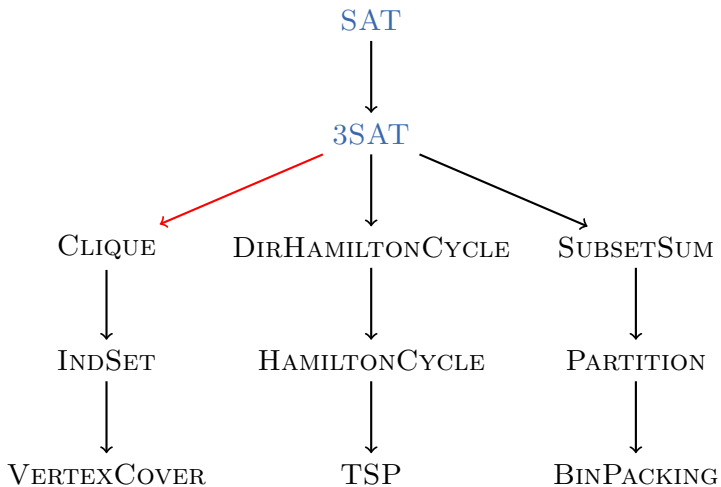 SAT
3SAT
CLIQUE DIRHAMILTONCYCLE SUBSETSUM
INDSET HAMILTONCYCLE PARTITION
VERTEXCOVER TSP BINPACKING